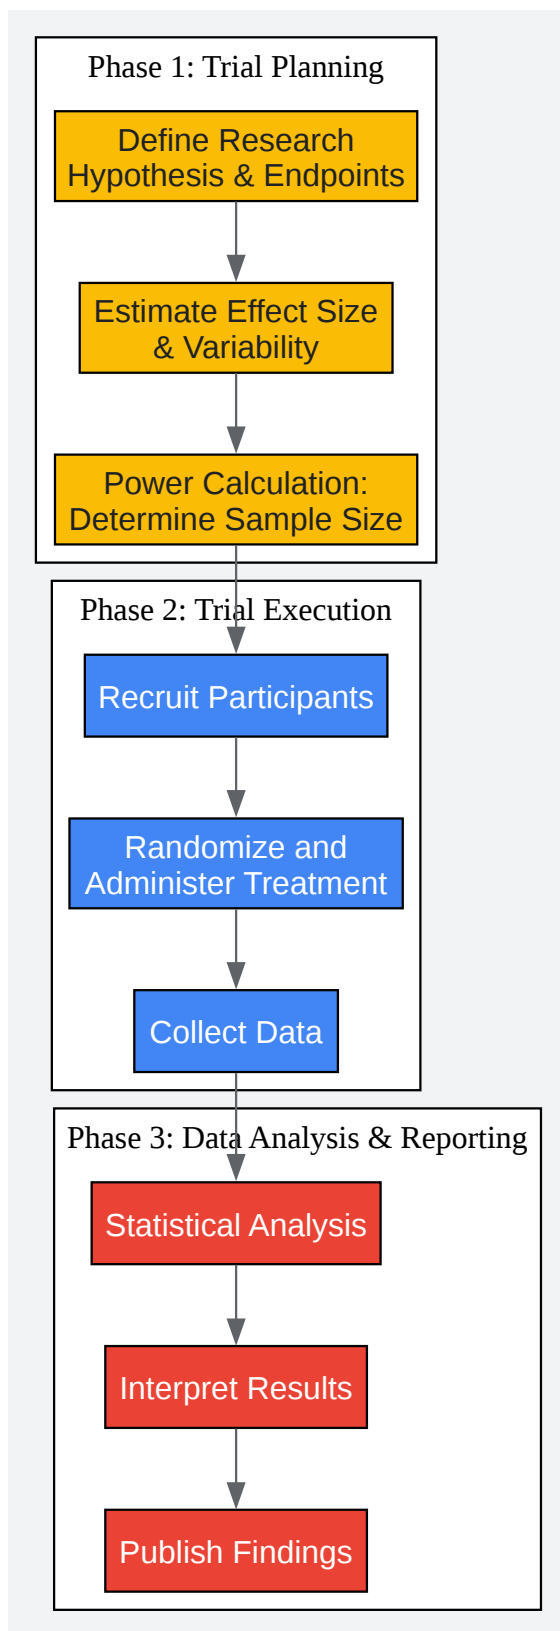 Phase 1: Trial Planning
Define Research
Hypothesis & Endpoints
Estimate Effect Size
& Variability
Power Calculation:
Determine Sample Size
Phase 2: Trial Execution
Recruit Participants
Randomize and
Administer Treatment
Collect Data
Phase 3: Data Analysis & Reporting
Statistical Analysis
Interpret Results
Publish Findings